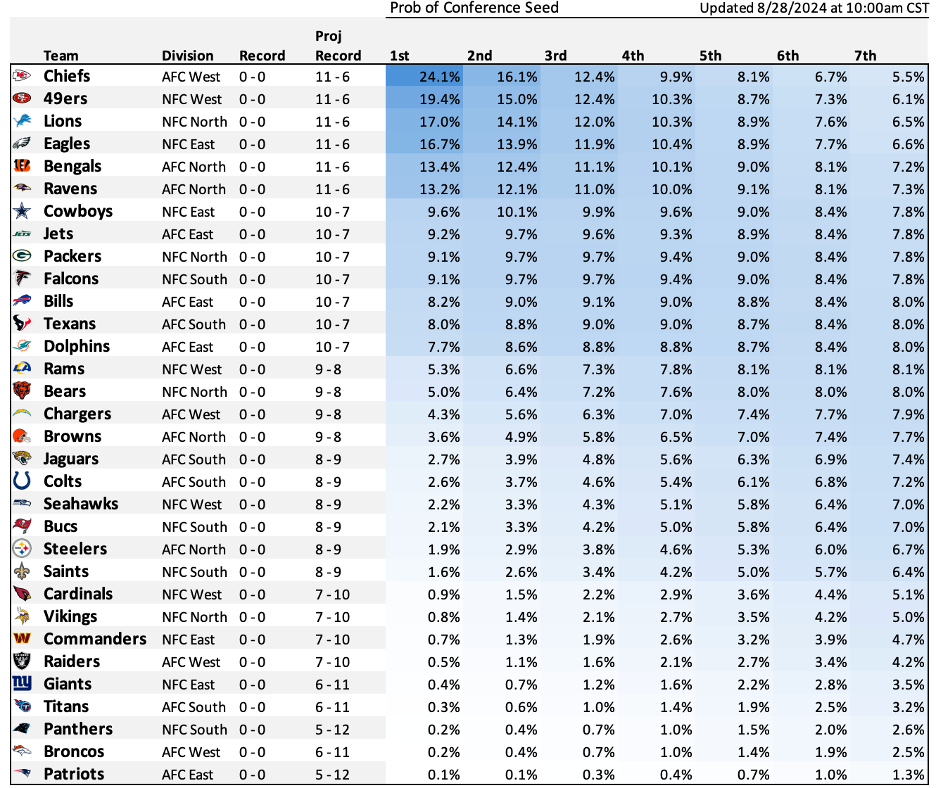 Prob of Conference Seed Updated 8/28/2024 at 10:00am CST
Proj
Team Division Record Record 1st 2nd 3rd 4th 5th 6th 7th
Chiefs AFC West 0-0 11-6 24.1% 16.1% 12.4% 9.9% 8.1% 6.7% 5.5%
49ers NFC West 0-0 11-6 19.4% 15.0% 12.4% 10.3% 8.7% 7.3% 6.1%
Lions NFC North 0-0 11-6 17.0% 14.1% 12.0% 10.3% 8.9% 7.6% 6.5%
Eagles NFC East 0-0 11-6 16.7% 13.9% 11.9% 10.4% 8.9% 7.7% 6.6%
Bengals AFC North 0-0 11-6 13.4% 12.4% 11.1% 10.1% 9.0% 8.1% 7.2%
Ravens AFC North 0-0 11-6 13.2% 12.1% 11.0% 10.0% 9.1% 8.1% 7.3%
Cowboys NFC East 0-0 10-7 9.6% 10.1% 9.9% 9.6% 9.0% 8.4% 7.8%
JETS Jets AFC East 0-0 10-7 9.2% 9.7% 9.6% 9.3% 8.9% 8.4% 7.8%
Packers NFC North 0-0 10-7 9.1% 9.7% 9.7% 9.4% 9.0% 8.4% 7.8%
Falcons NFC South 0-0 10-7 9.1% 9.7% 9.7% 9.4% 9.0% 8.4% 7.8%
Bills AFC East 0-0 10-7 8.2% 9.0% 9.1% 9.0% 8.8% 8.4% 8.0%
Texans AFC South 0-0 10-7 8.0% 8.8% 9.0% 9.0% 8.7% 8.4% 8.0%
Dolphins AFC East 0-0 10-7 7.7% 8.6% 8.8% 8.8% 8.7% 8.4% 8.0%
Rams NFC West 0-0 9-8 5.3% 6.6% 7.3% 7.8% 8.1% 8.1% 8.1%
Bears NFC North 0-0 9-8 5.0% 6.4% 7.2% 7.6% 8.0% 8.0% 8.0%
Chargers AFC West 0-0 9-8 4.3% 5.6% 6.3% 7.0% 7.4% 7.7% 7.9%
Browns AFC North 0-0 9-8 3.6% 4.9% 5.8% 6.5% 7.0% 7.4% 7.7%
Jaguars AFC South 0-0 8-9 2.7% 3.9% 4.8% 5.6% 6.3% 6.9% 7.4%
Colts AFC South 0-0 8-9 2.6% 3.7% 4.6% 5.4% 6.1% 6.8% 7.2%
Seahawks NFC West 0-0 8-9 2.2% 3.3% 4.3% 5.1% 5.8% 6.4% 7.0%
Bucs NFC South 0-0 8-9 2.1% 3.3% 4.2% 5.0% 5.8% 6.4% 7.0%
Steelers AFC North 0-0 8-9 1.9% 2.9% 3.8% 4.6% 5.3% 6.0% 6.7%
Saints NFC South 0-0 8-9 1.6% 2.6% 3.4% 4.2% 5.0% 5.7% 6.4%
Cardinals NFC West 0-0 7-10 0.9% 1.5% 2.2% 2.9% 3.6% 4.4% 5.1%
Vikings NFC North 0-0 7-10 0.8% 1.4% 2.1% 2.7% 3.5% 4.2% 5.0%
W Commanders NFC East 0-0 7-10 0.7% 1.3% 1.9% 2.6% 3.2% 3.9% 4.7%
Raiders AFC West 0-0 7-10 0.5% 1.1% 1.6% 2.1% 2.7% 3.4% 4.2%
ny Giants NFC East 0-0 6-11 0.4% 0.7% 1.2% 1.6% 2.2% 2.8% 3.5%
Titans AFC South 0-0 6-11 0.3% 0.6% 1.0% 1.4% 1.9% 2.5% 3.2%
Panthers NFC South 0-0 5-12 0.2% 0.4% 0.7% 1.0% 1.5% 2.0% 2.6%
Broncos AFC West 0-0 6-11 0.2% 0.4% 0.7% 1.0% 1.4% 1.9% 2.5%
Patriots AFC East 0-0 5-12 0.1% 0.1% 0.3% 0.4% 0.7% 1.0% 1.3%